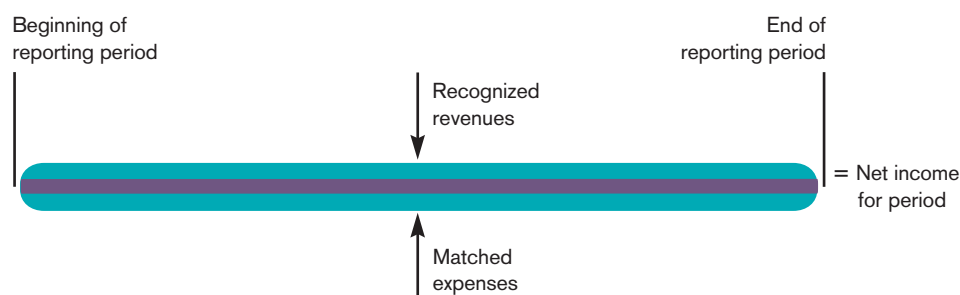 Beginning of
reporting period
End of
reporting period
Recognized
revenues
= Net income
for period
Matched
expenses